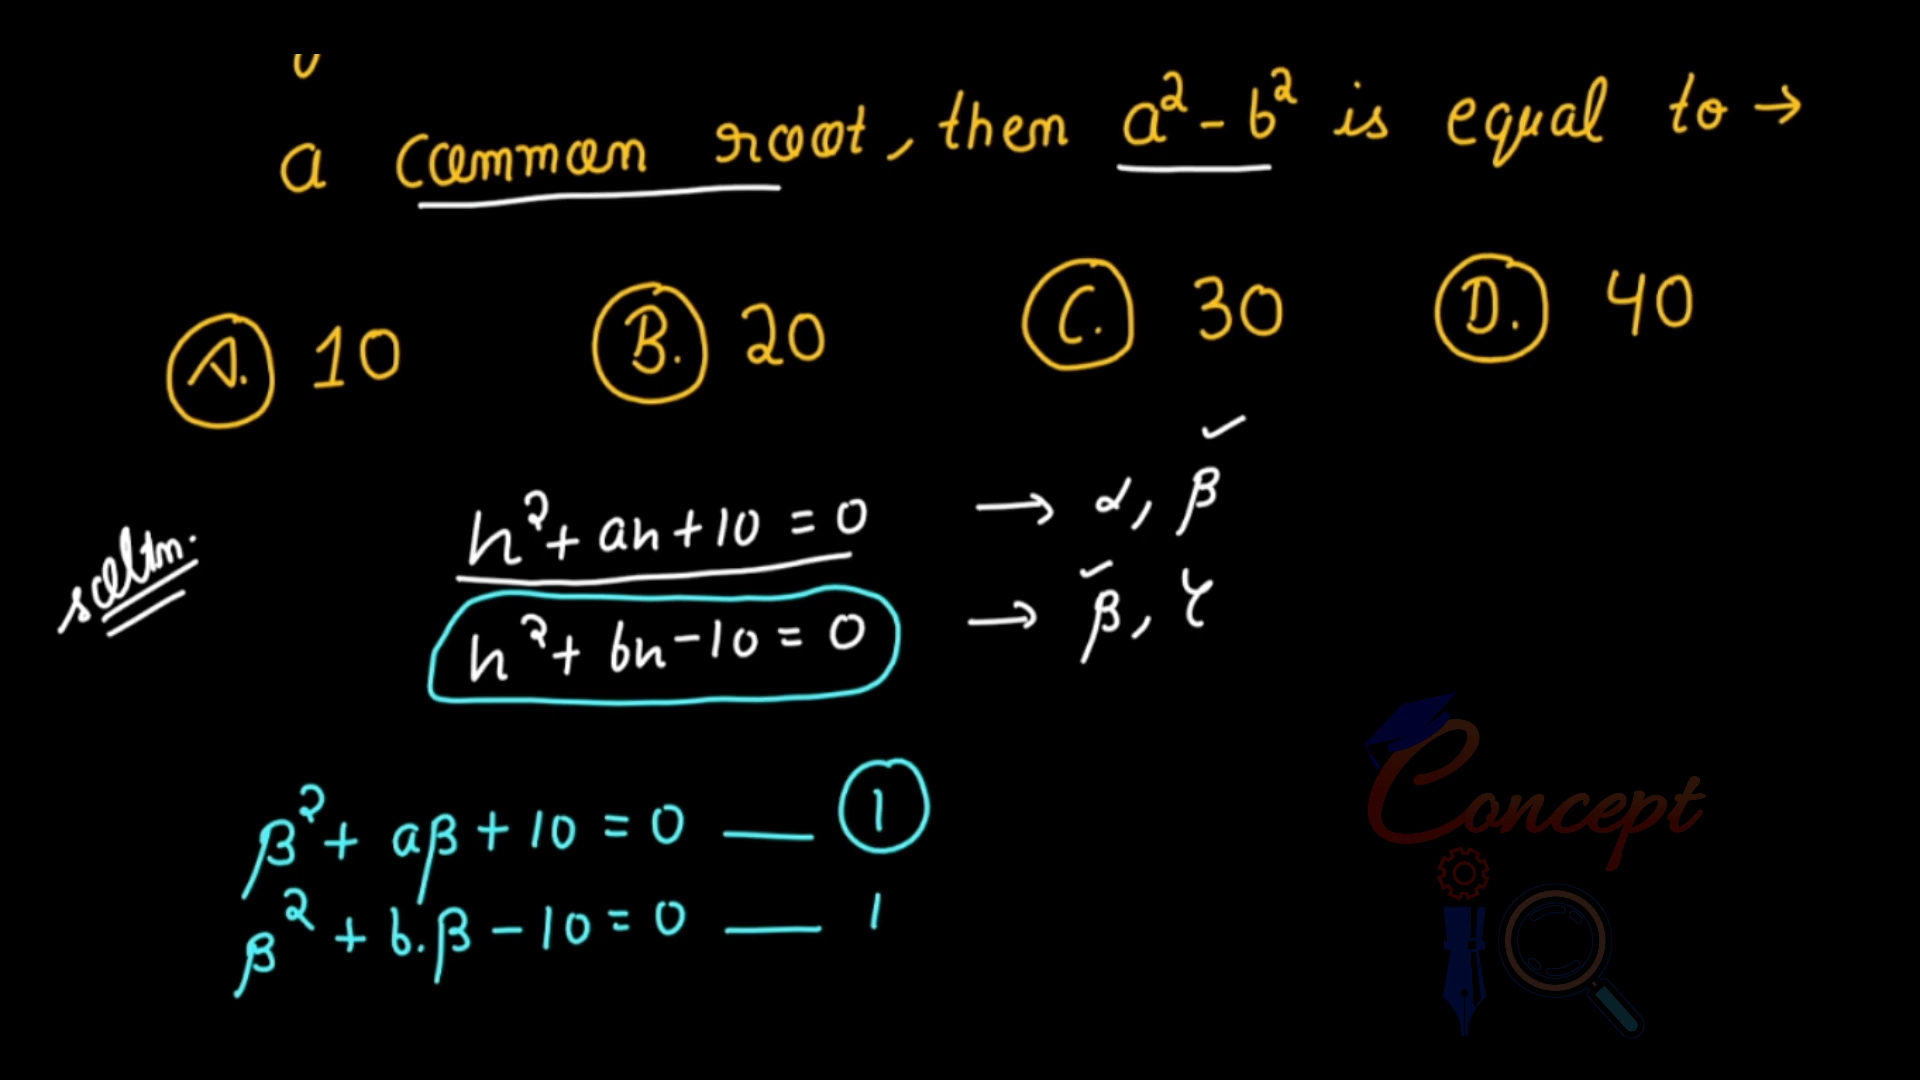 a common root, then a² - b² is equal to →
A. 10 B. 20 C. 30 D. 40
soltn.
x² + ax + 10 = 0 → α, β
x² + bx - 10 = 0 → β, γ
β² + aβ + 10 = 0 — 1
β² + b.β - 10 = 0 — 1
Concept